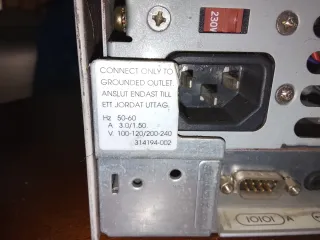 230V
CONNECT ONLY TO
GROUNDED OUTLET
ANSLUT ENDAST TILL
ETT JORDAT UTTAG
Hz 50-60
A 3.0/1.50
V 100-120/200-240
314194-002
IOIOI A